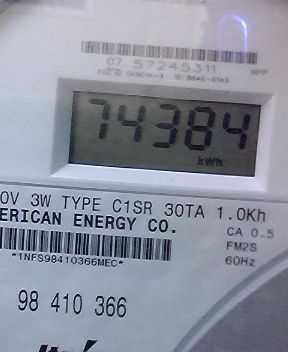 07 57245311
74384
kWh
0V 3W TYPE C1SR 30TA 1.0Kh
ERICAN ENERGY CO.
CA 0.5
FM2S
*1NFS98410366MEC*
60Hz
98 410 366